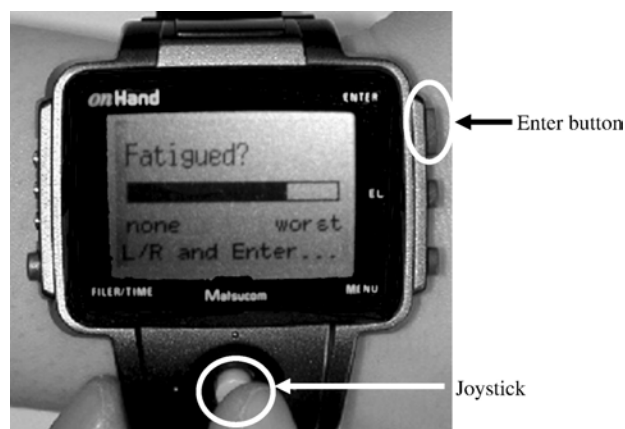 onHand
ENTER
Enter button
Fatigued?
EL
none worst
L/R and Enter...
FILER/TIME Matsucom MENU
Joystick